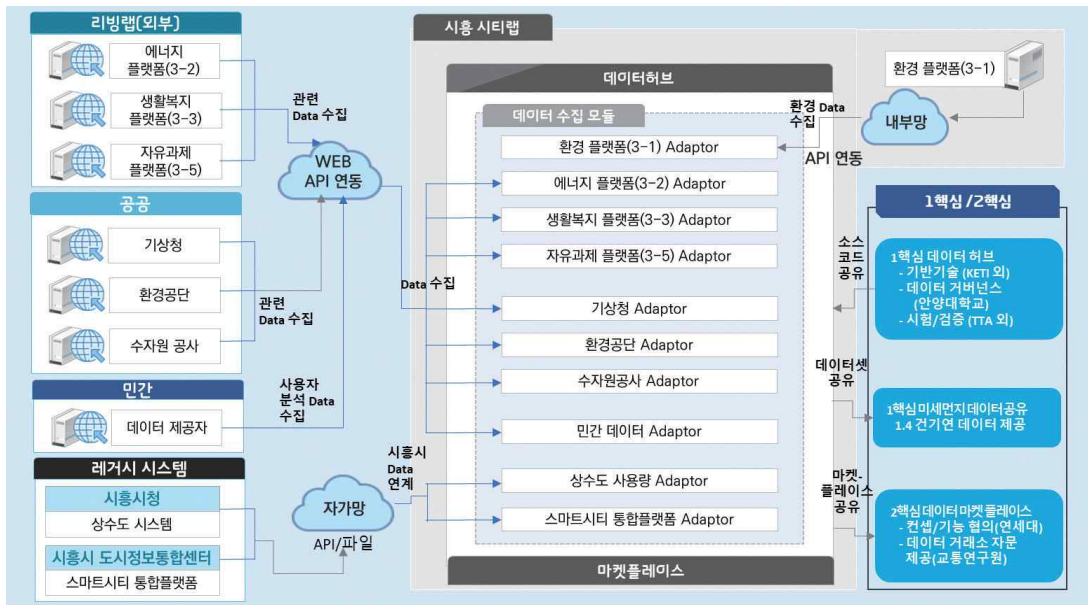 리빙랩(외부)
에너지
플랫폼(3-2)
생활복지
플랫폼(3-3)
자유과제
플랫폼(3-5)
공공
기상청
환경공단
수자원 공사
민간
데이터 제공자
레거시 시스템
시흥시청
상수도 시스템
시흥시 도시정보통합센터
스마트시티 통합플랫폼
관련
Data 수집
WEB
API 연동
관련
Data 수집
사용자
분석 Data
수집
자가망
API/파일
시흥시
Data
연계
Data 수집
시흥 시티랩
데이터허브
데이터 수집 모듈
환경 플랫폼(3-1) Adaptor
에너지 플랫폼(3-2) Adaptor
생활복지 플랫폼(3-3) Adaptor
자유과제 플랫폼(3-5) Adaptor
기상청 Adaptor
환경공단 Adaptor
수자원공사 Adaptor
민간 데이터 Adaptor
상수도 사용량 Adaptor
스마트시티 통합플랫폼 Adaptor
마켓플레이스
환경 플랫폼(3-1)
내부망
환경 Data
수집
API 연동
소스
코드
공유
데이터셋
공유
마켓-
플레이스
공유
1핵심 /2핵심
1핵심 데이터 허브
- 기반기술 (KETI 외)
- 데이터 거버넌스
(안양대학교)
- 시험/검증 (TTA 외)
1핵심미세먼지데이터공유
1.4 건기연 데이터 제공
2핵심데이터마켓플레이스
- 컨셉/기능 협의(연세대)
- 데이터 거래소 자문
제공(교통연구원)